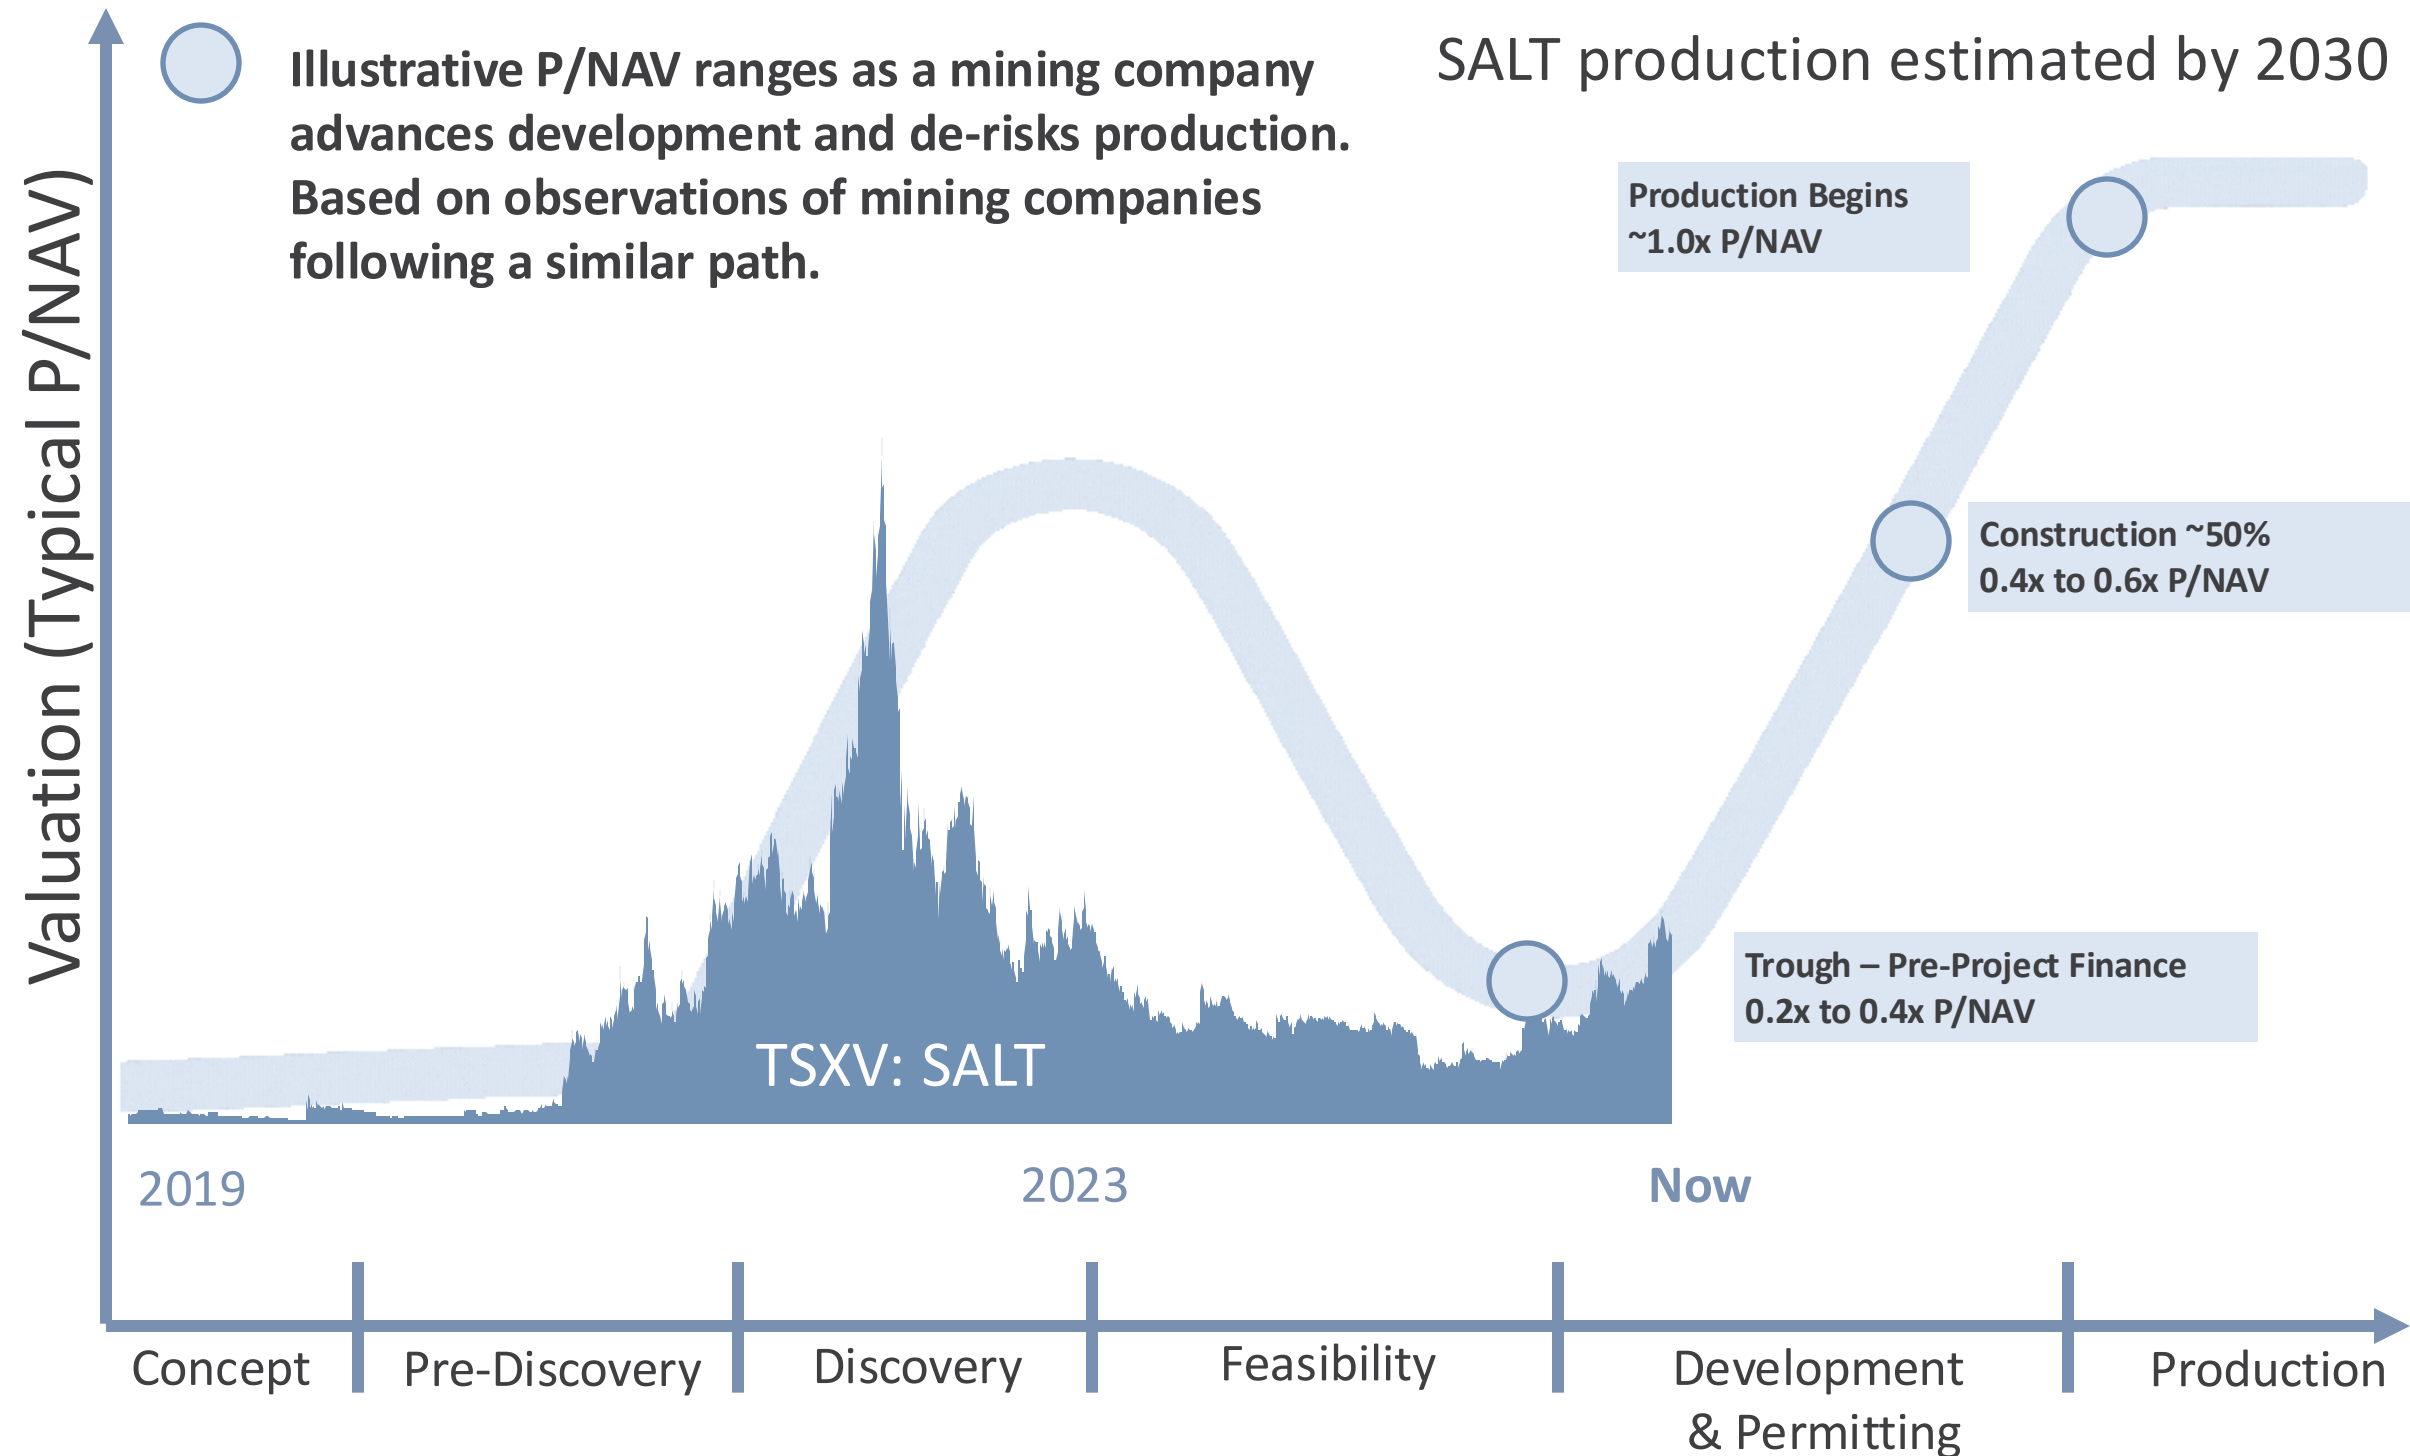 Illustrative P/NAV ranges as a mining company
advances development and de-risks production.
Based on observations of mining companies
following a similar path.
SALT production estimated by 2030
Valuation (Typical P/NAV)
Production Begins
~1.0x P/NAV
Construction ~50%
0.4x to 0.6x P/NAV
Trough – Pre-Project Finance
0.2x to 0.4x P/NAV
TSXV: SALT
2019
2023
Now
Concept
Pre-Discovery
Discovery
Feasibility
Development
& Permitting
Production